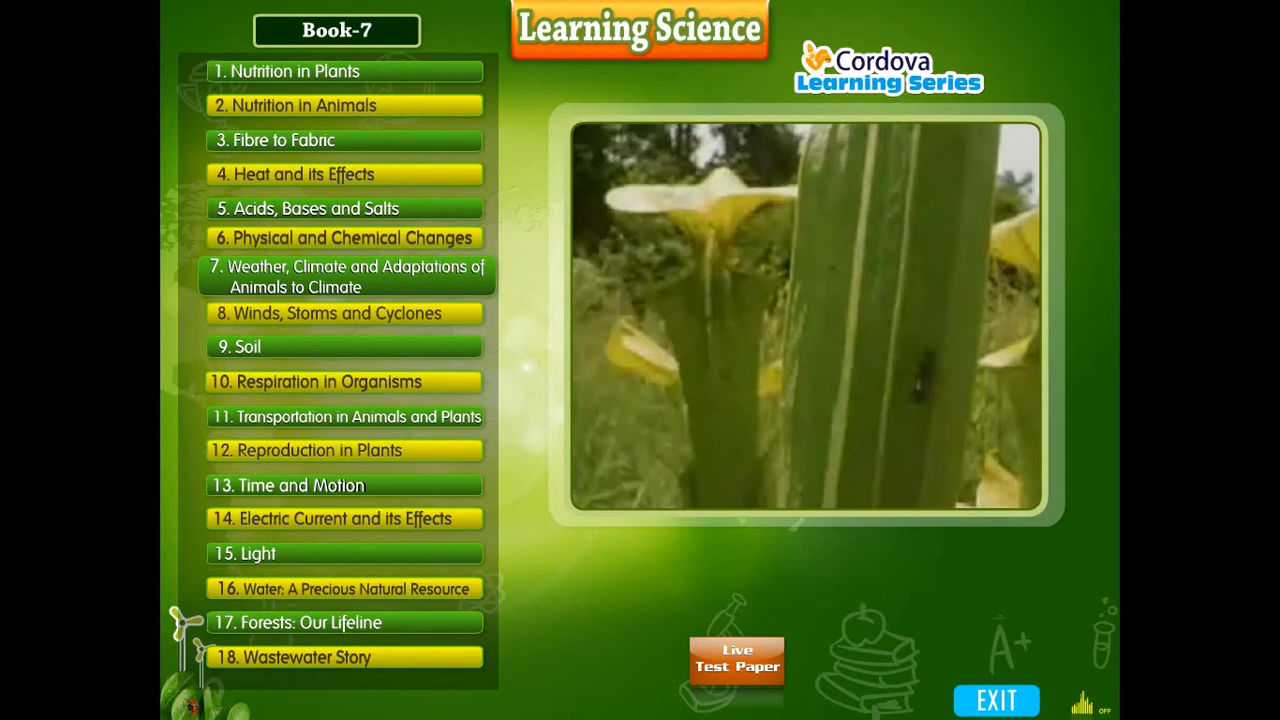 Book-7
Learning Science
Cordova
Learning Series
1. Nutrition in Plants
2. Nutrition in Animals
3. Fibre to Fabric
4. Heat and its Effects
5. Acids, Bases and Salts
6. Physical and Chemical Changes
7. Weather, Climate and Adaptations of
Animals to Climate
8. Winds, Storms and Cyclones
9. Soil
10. Respiration in Organisms
11. Transportation in Animals and Plants
12. Reproduction in Plants
13. Time and Motion
14. Electric Current and its Effects
15. Light
16. Water: A Precious Natural Resource
17. Forests: Our Lifeline
18. Wastewater Story
Live
Test Paper
A+
EXIT
OFF